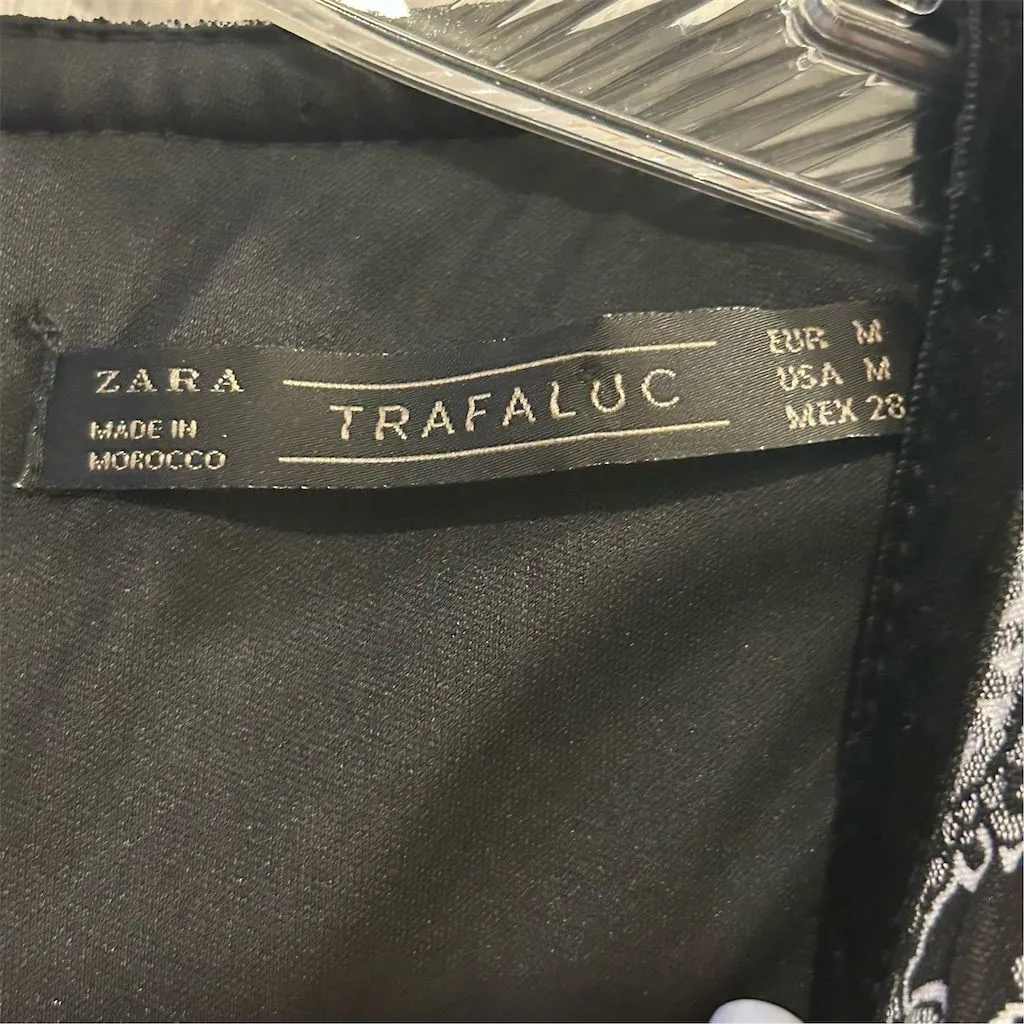 ZARA
MADE IN
MOROCCO
TRAFALUC
EUR M
USA M
MEX 28